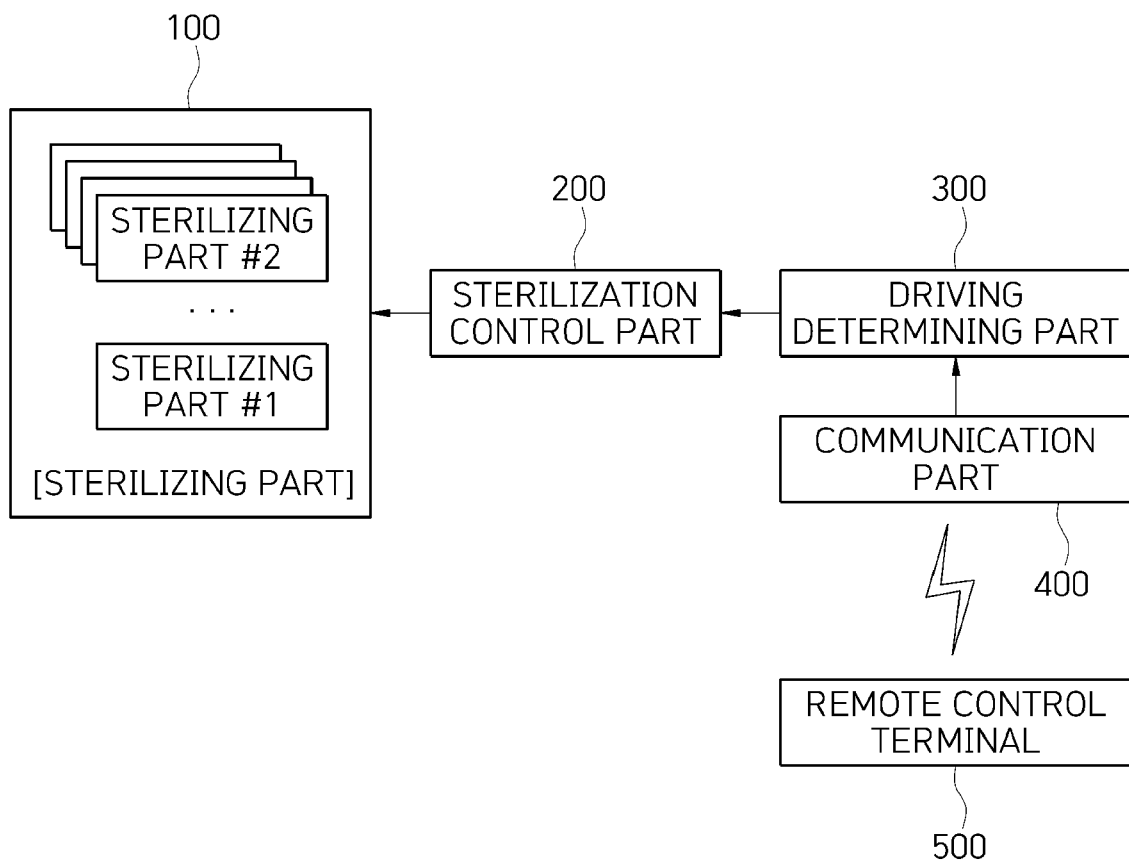 100
STERILIZING
PART #2
. . .
STERILIZING
PART #1
[STERILIZING PART]
200
STERILIZATION
CONTROL PART
300
DRIVING
DETERMINING PART
COMMUNICATION
PART
400
REMOTE CONTROL
TERMINAL
500